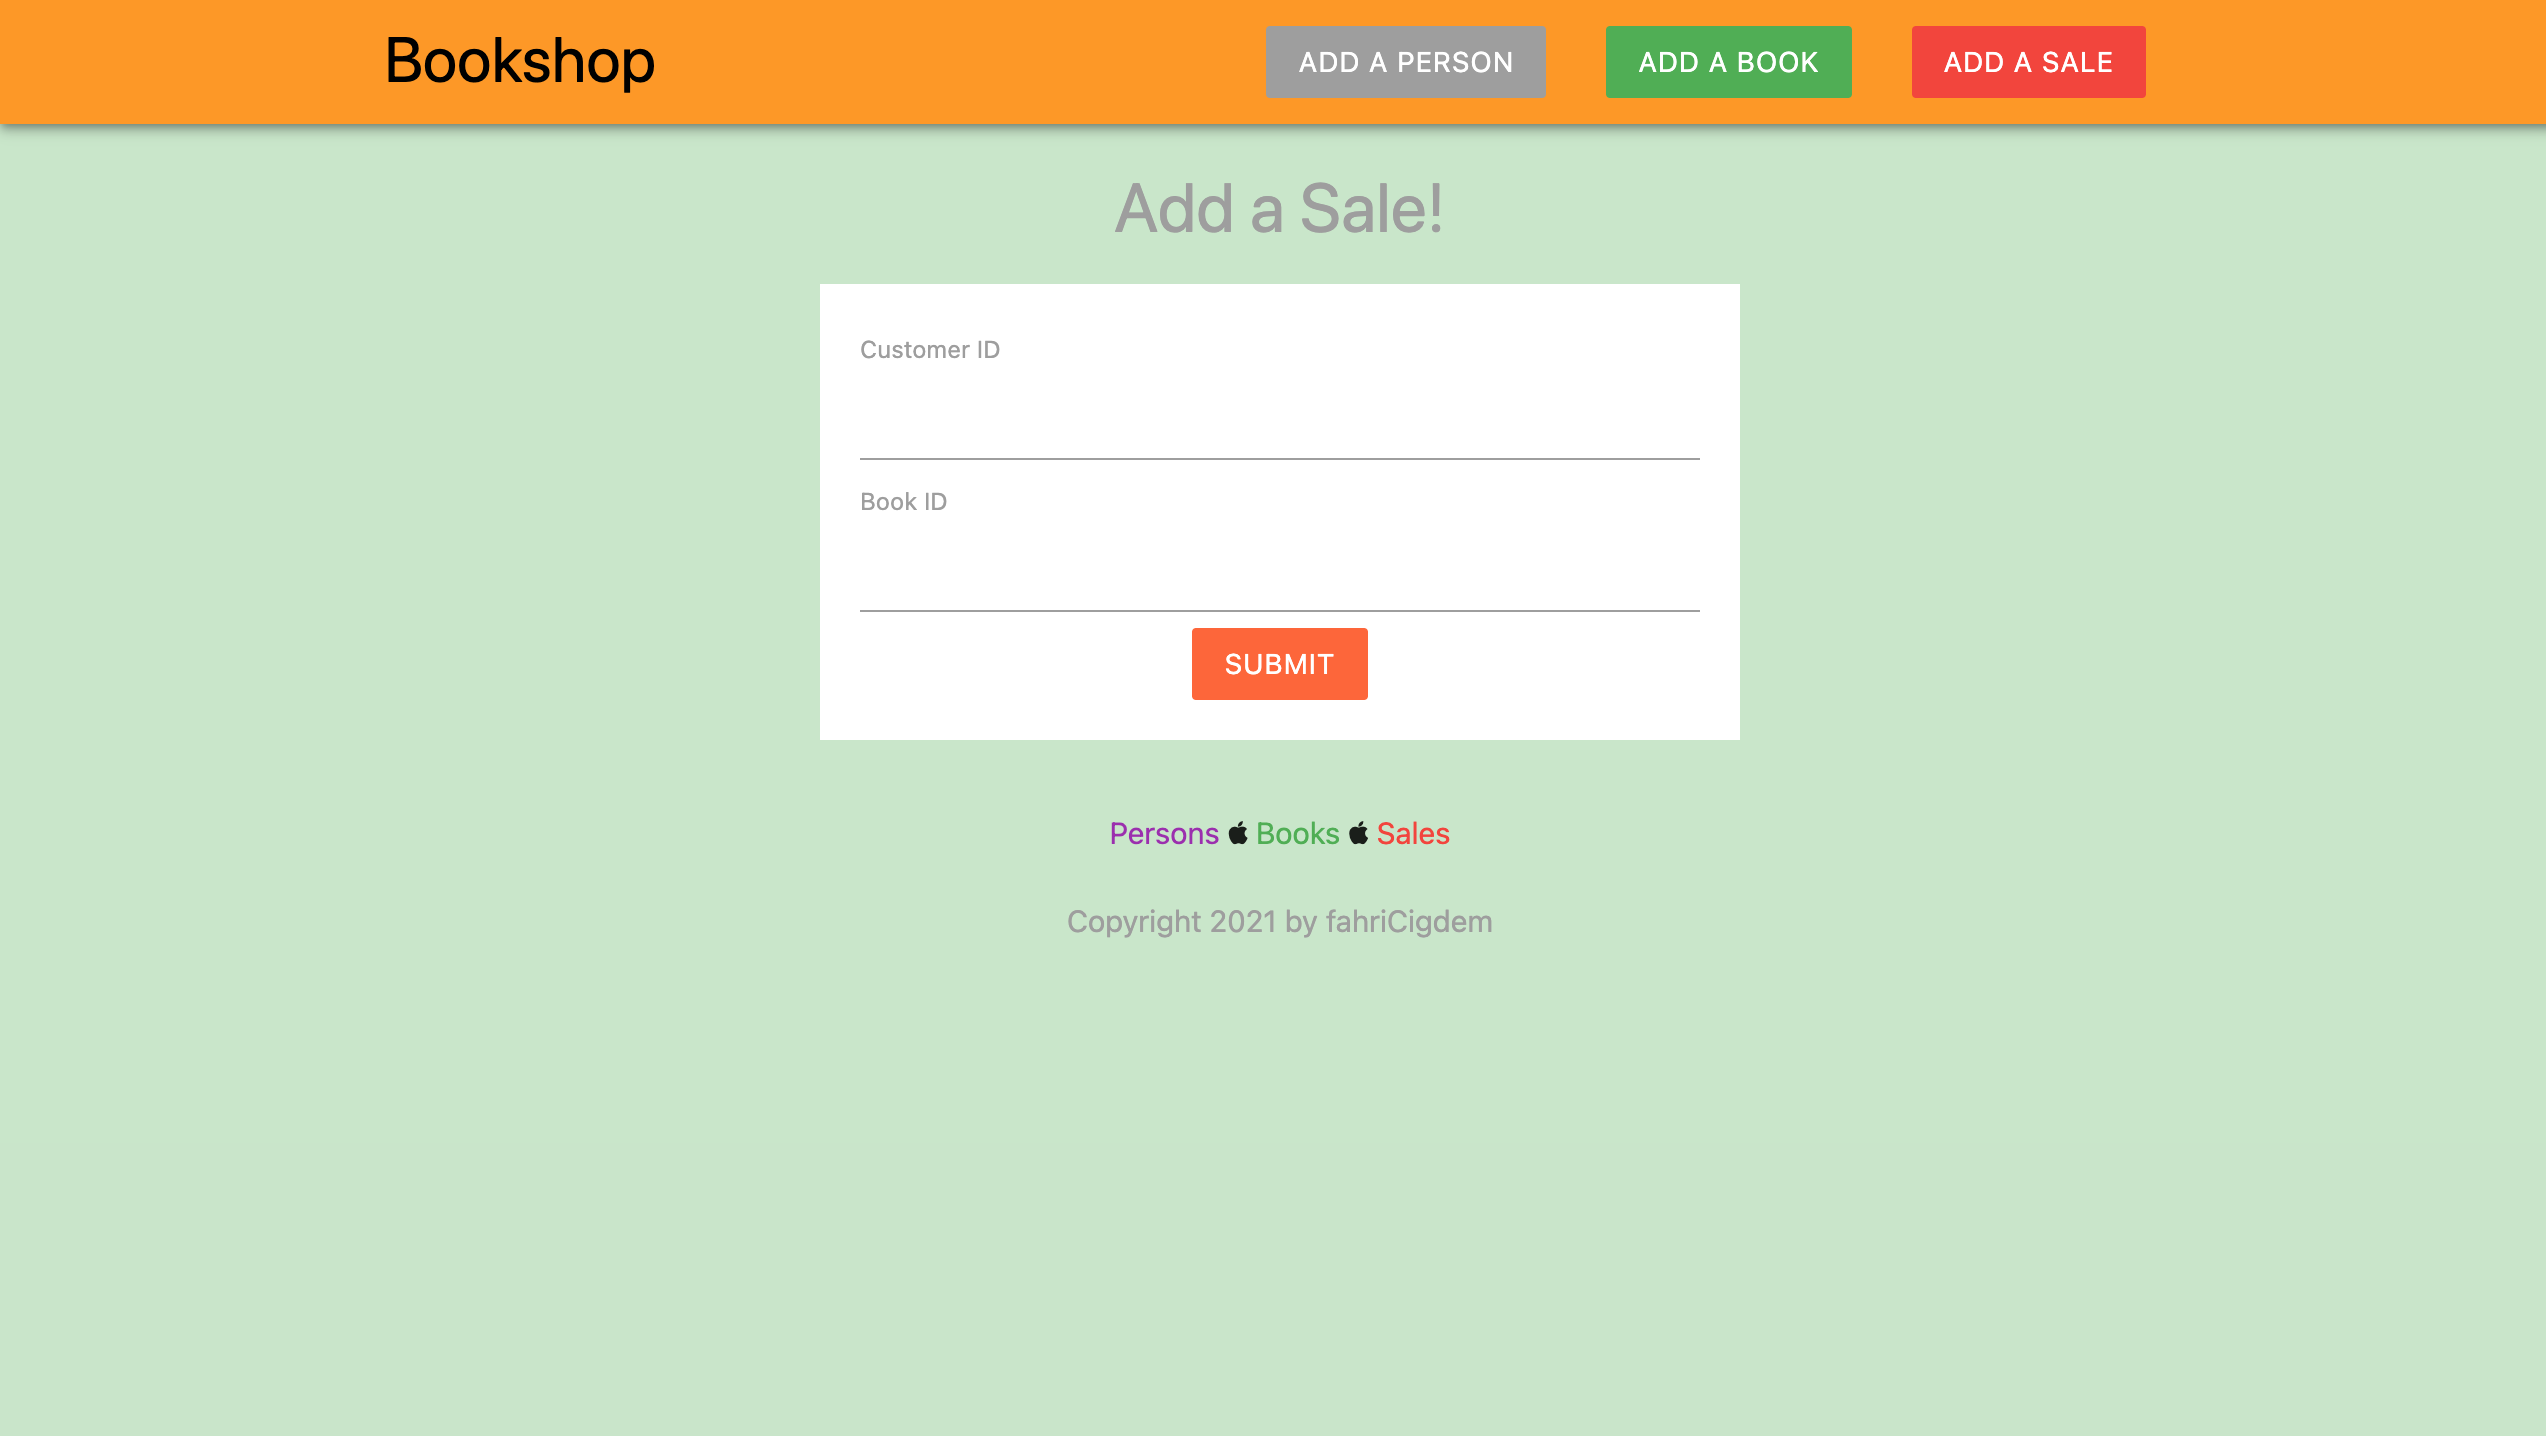 Bookshop ADD A PERSON ADD A BOOK ADD A SALE
Add a Sale!
Customer ID
Book ID
SUBMIT
Persons Books Sales
Copyright 2021 by fahriCigdem